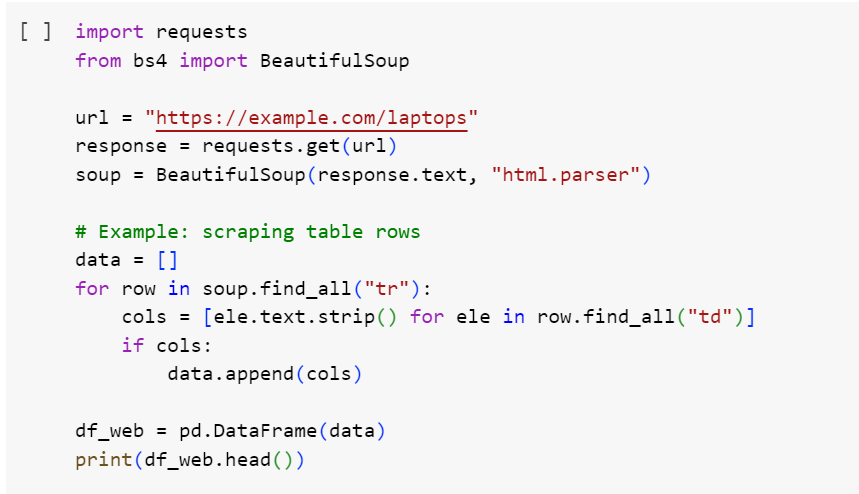 [ ] import requests
from bs4 import BeautifulSoup
url = "https://example.com/laptops"
response = requests.get(url)
soup = BeautifulSoup(response.text, "html.parser")
# Example: scraping table rows
data = []
for row in soup.find_all("tr"):
    cols = [ele.text.strip() for ele in row.find_all("td")]
    if cols:
        data.append(cols)
df_web = pd.DataFrame(data)
print(df_web.head())